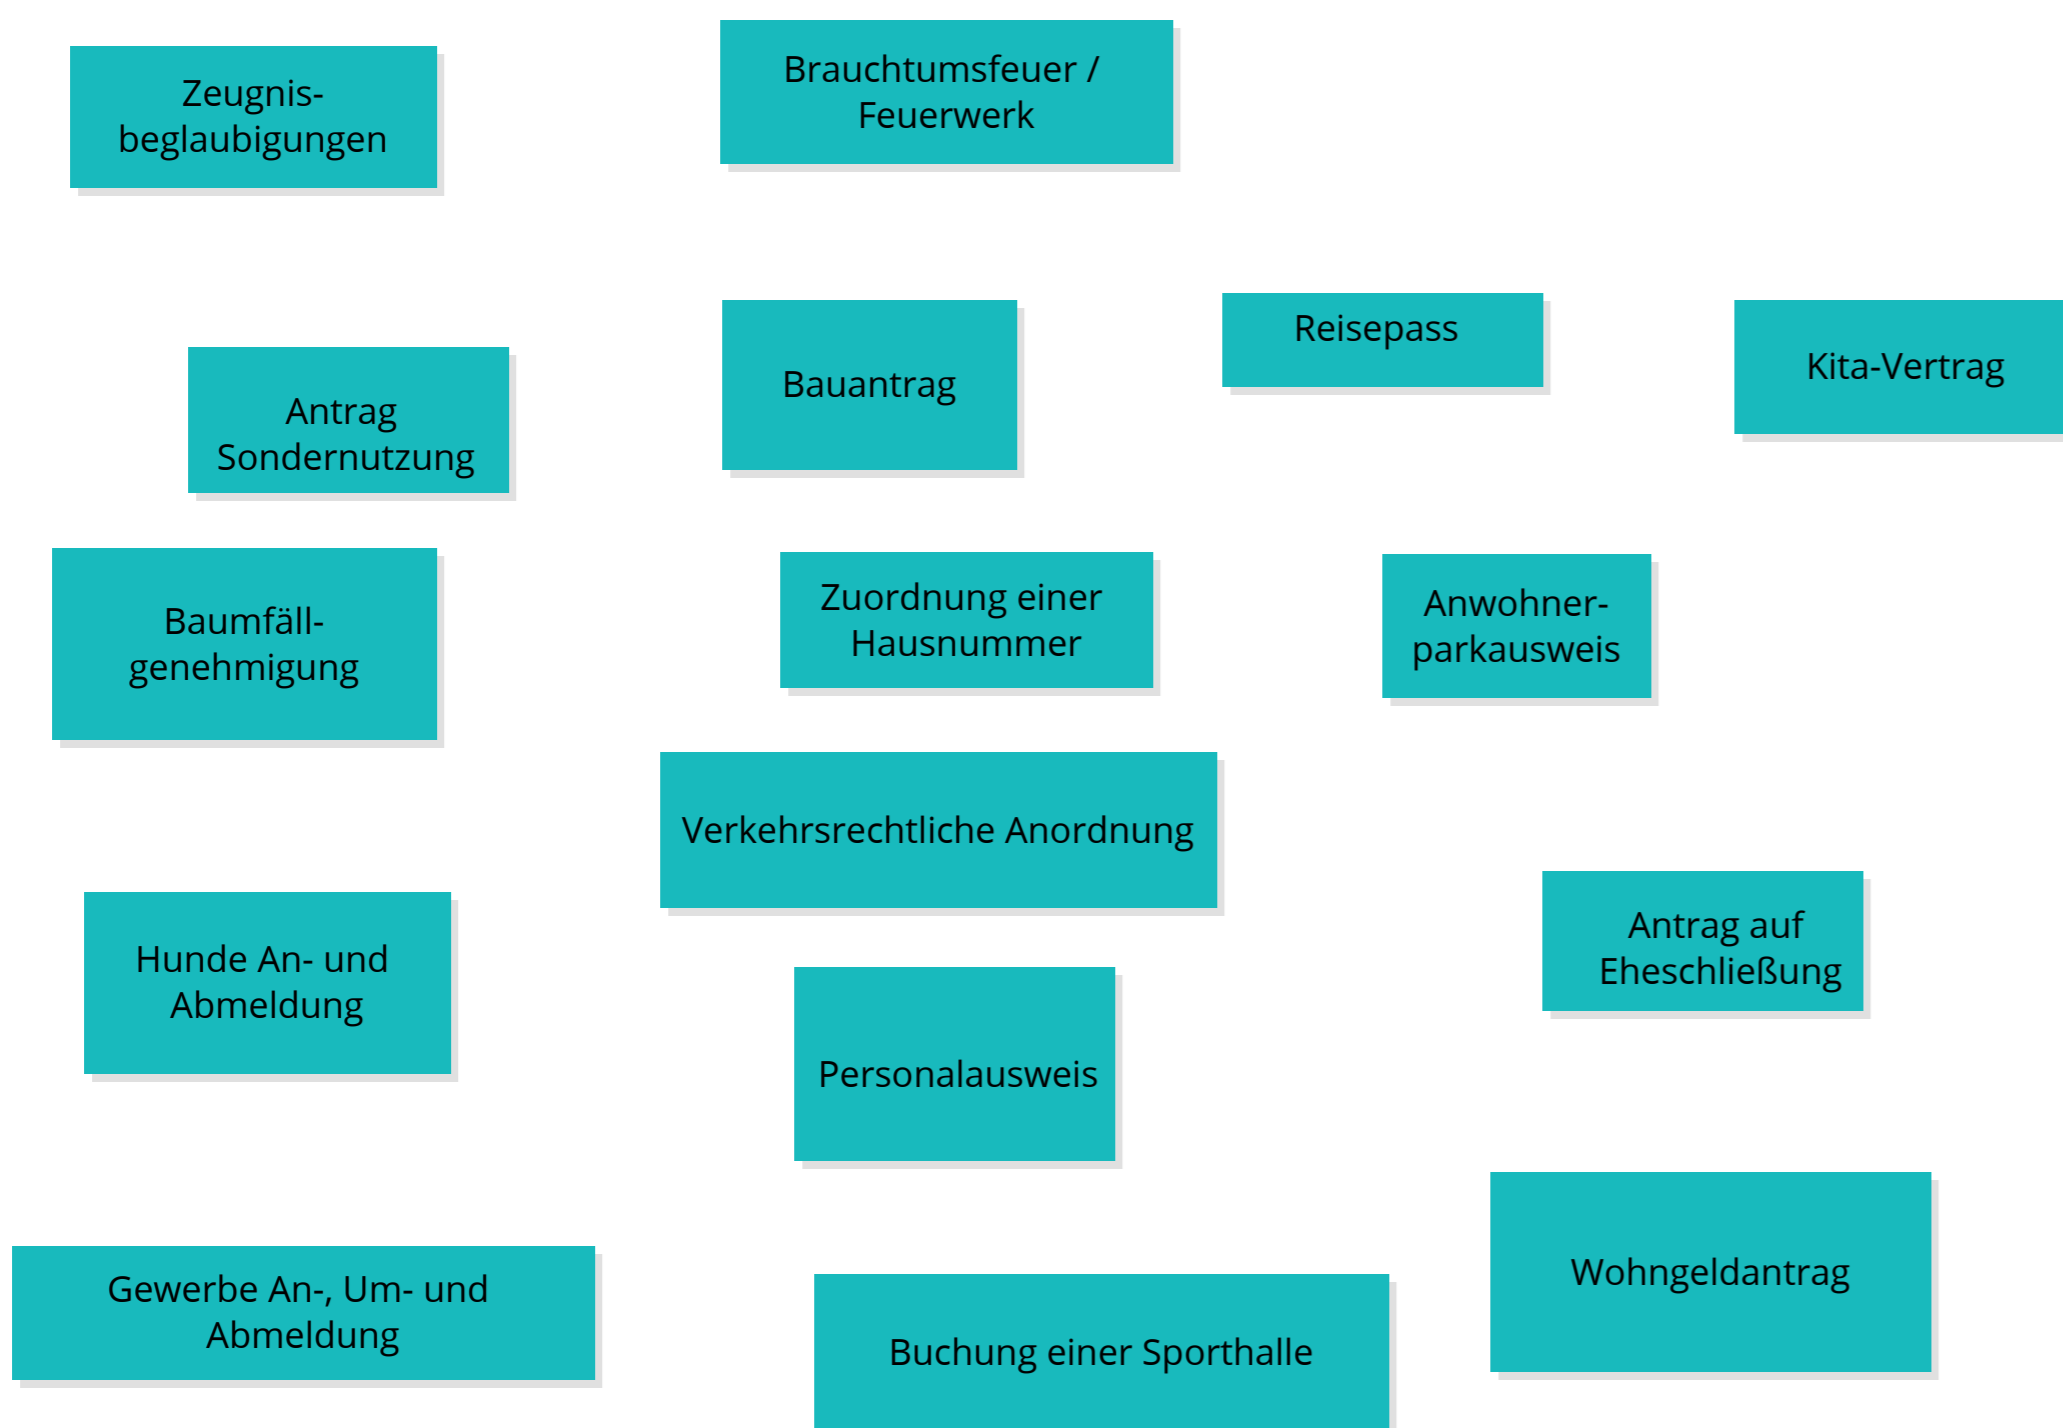 Zeugnis-
beglaubigungen
Brauchtumsfeuer /
Feuerwerk
Antrag
Sondernutzung
Bauantrag
Reisepass
Kita-Vertrag
Baumfäll-
genehmigung
Zuordnung einer
Hausnummer
Anwohner-
parkausweis
Verkehrsrechtliche Anordnung
Hunde An- und
Abmeldung
Personalausweis
Antrag auf
Eheschließung
Gewerbe An-, Um- und
Abmeldung
Buchung einer Sporthalle
Wohngeldantrag